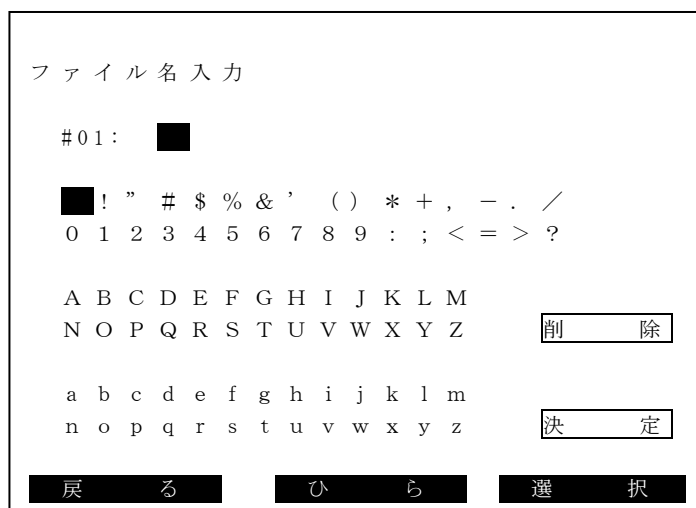 ファイル名入力
#01:
! ” # $ % & ’ ( ) * + , − . ／
0 1 2 3 4 5 6 7 8 9 : ; < = > ?
A B C D E F G H I J K L M
N O P Q R S T U V W X Y Z
削　除
a b c d e f g h i j k l m
n o p q r s t u v w x y z
決　定
戻　る　ひ　ら　選　択